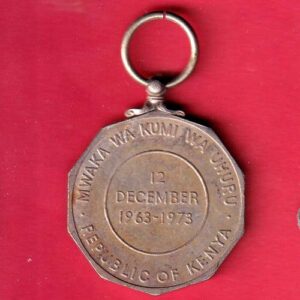 MWAKA WA KUMI WA UHURU
12
DECEMBER
1963-1973
· REPUBLIC OF KENYA ·